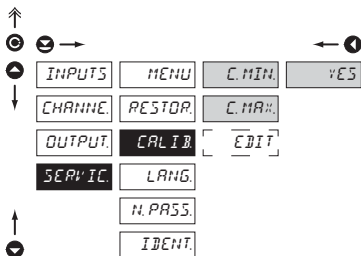 INPUTS MENU C. MIN. YES
CHANNE. RESTOR. C. MAX.
OUTPUT. CALIB. EDIT
SERVIC. LANG.
N. PASS.
IDENT.